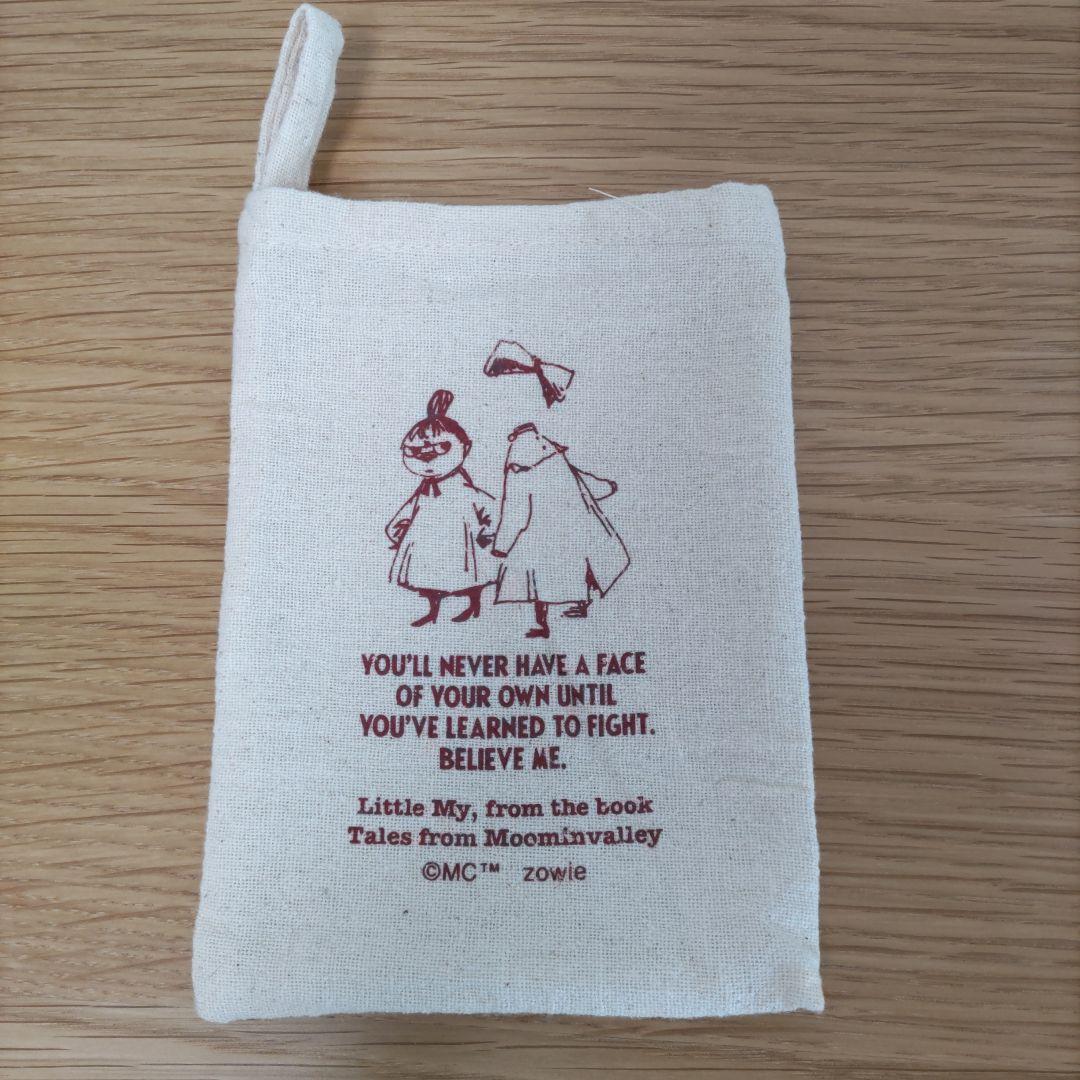 YOU'LL NEVER HAVE A FACE
OF YOUR OWN UNTIL
YOU'VE LEARNED TO FIGHT.
BELIEVE ME.
Little My, from the book
Tales from Moominvalley
©MC™ zowie